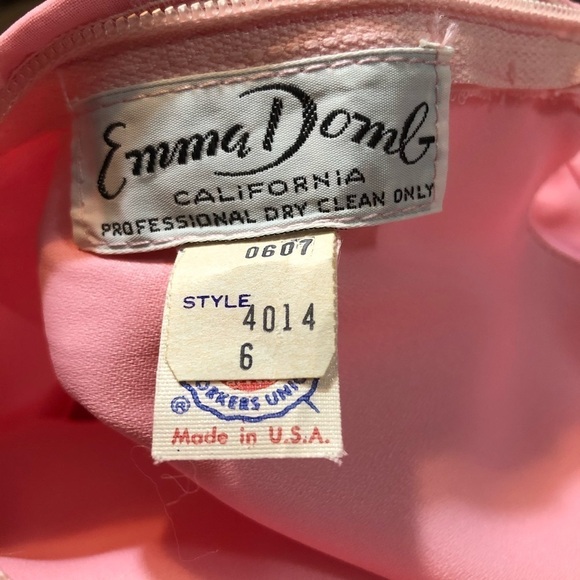 Emma Domb
CALIFORNIA
PROFESSIONAL DRY CLEAN ONLY
0607
STYLE 4014
6
®
Made in U.S.A.